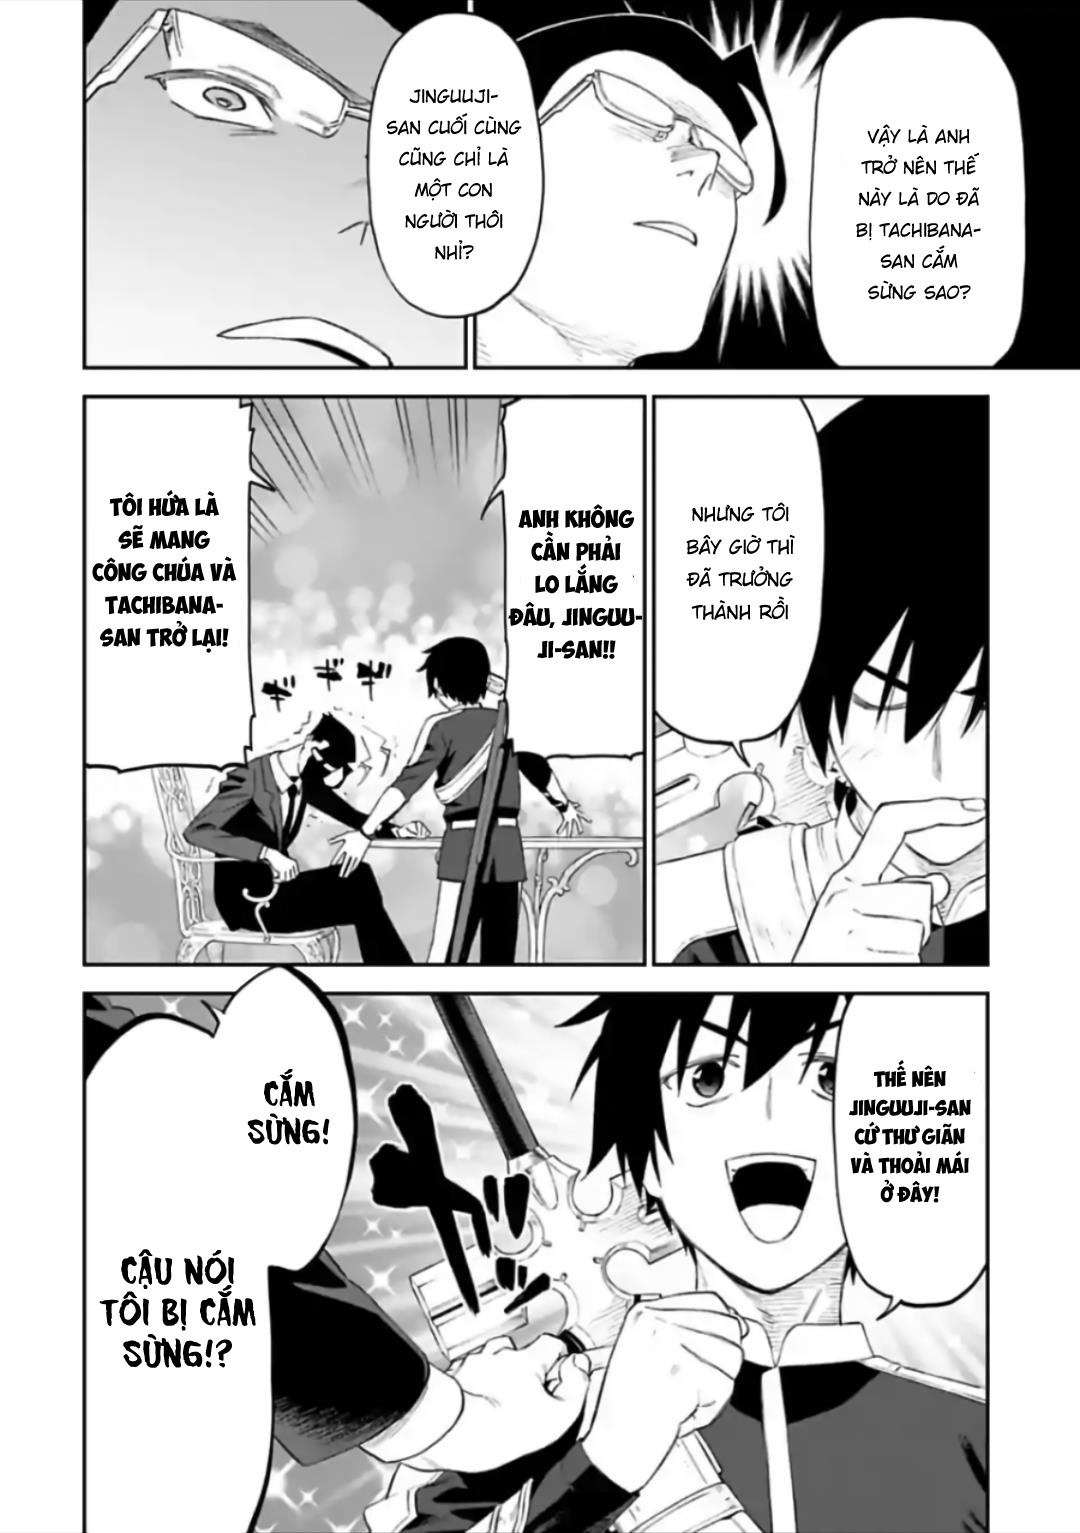 VẬY LÀ ANH
TRỞ NÊN THẾ
NÀY LÀ DO ĐÃ
BỊ TACHIBANA-
SAN CẮM
SỪNG SAO?
JINGUUJI-
SAN CUỐI CÙNG
CŨNG CHỈ LÀ
MỘT CON
NGƯỜI THÔI
NHỈ?
NHƯNG TÔI
BÂY GIỜ THÌ
ĐÃ TRƯỞNG
THÀNH RỒI
ANH KHÔNG
CẦN PHẢI
LO LẮNG
ĐÂU, JINGUU-
JI-SAN!!
TÔI HỨA LÀ
SẼ MANG
CÔNG CHÚA VÀ
TACHIBANA-
SAN TRỞ LẠI!
ギギギ
THẾ NÊN
JINGUUJI-SAN
CỨ THƯ GIÃN
VÀ THOẢI MÁI
Ở ĐÂY!
CẮM
SỪNG!
CẬU NÓI
TÔI BỊ CẮM
SỪNG!?